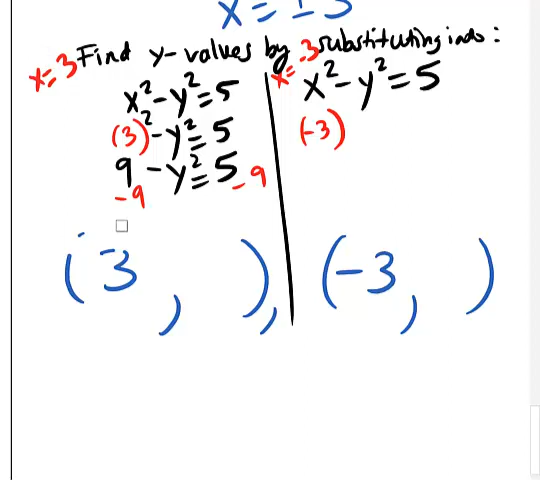 x = ± 3
Find y-values by substituting into:
x=3
x²-y²=5
(3)²-y²=5
9 -y²=5
-9 -9
(3 , ),
x=-3
x²-y²=5
(-3)
(-3, )